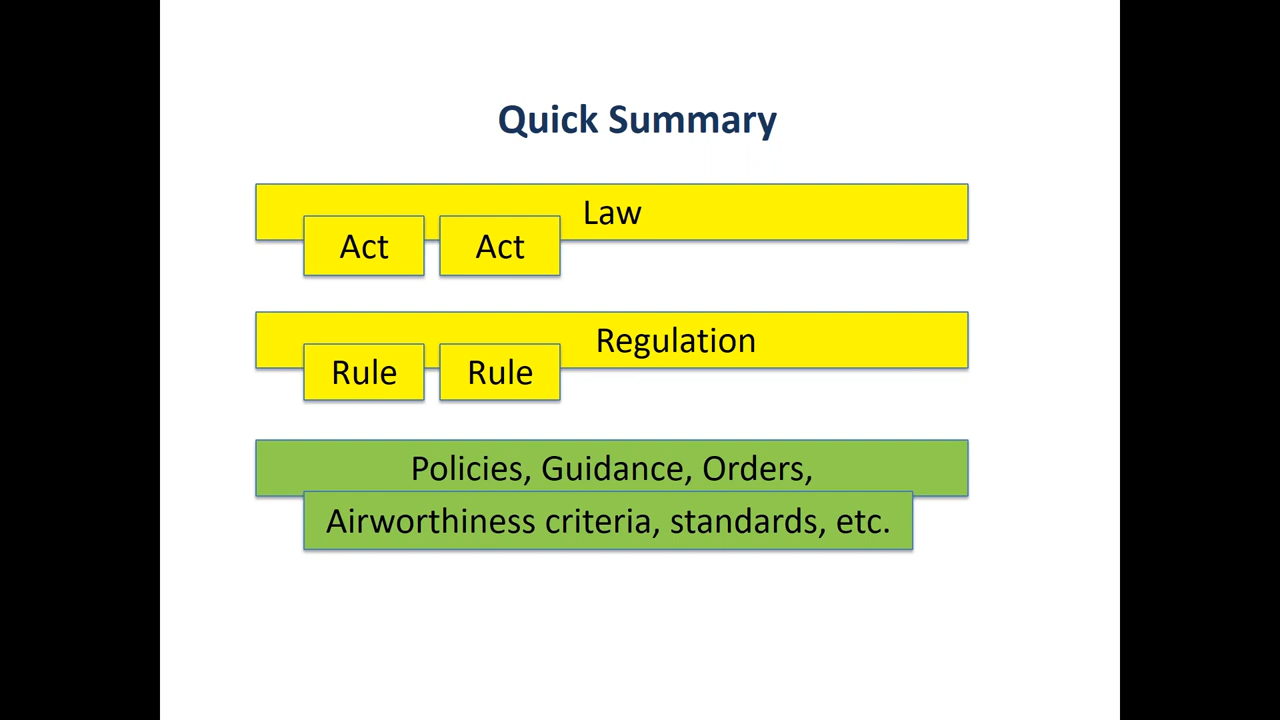 Quick Summary
Law
Act Act
Regulation
Rule Rule
Policies, Guidance, Orders,
Airworthiness criteria, standards, etc.